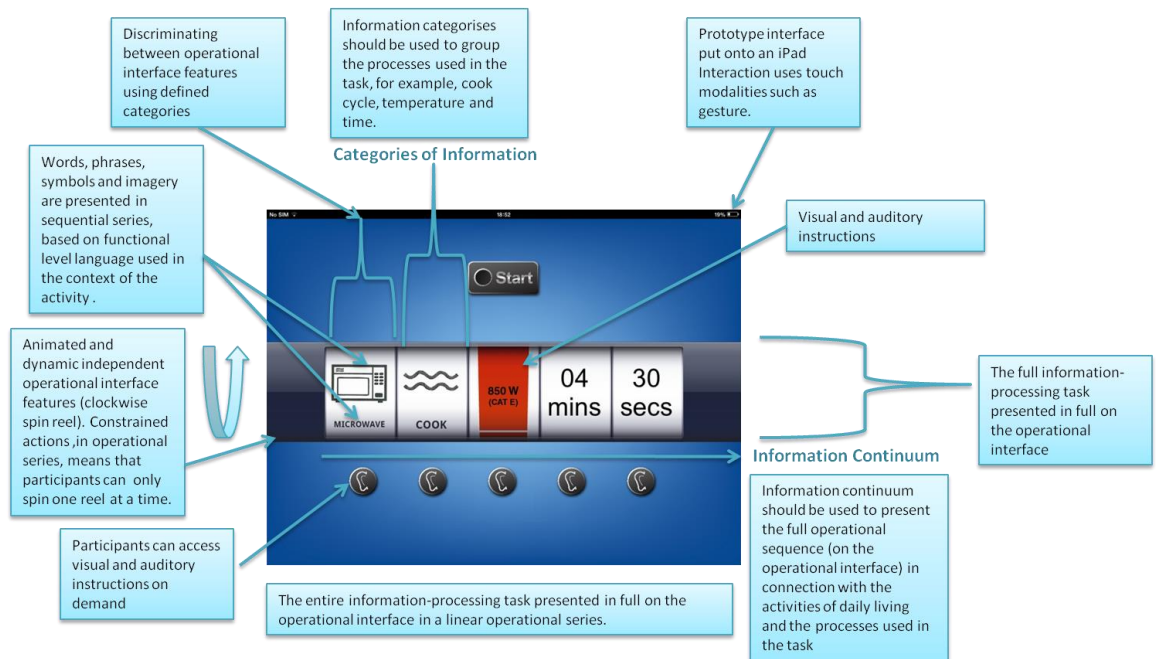 Discriminating
between operational
interface features
using defined
categories
Information categorises
should be used to group
the processes used in the
task, for example, cook
cycle, temperature and
time.
Prototype interface
put onto an iPad
Interaction uses touch
modalities such as
gesture.
Categories of Information
Words, phrases,
symbols and imagery
are presented in
sequential series,
based on functional
level language used in
the context of the
activity .
No SIM
18:52
19%
Visual and auditory
instructions
Start
Animated and
dynamic independent
operational interface
features (clockwise
spin reel). Constrained
actions ,in operational
series, means that
participants can only
spin one reel at a time.
MICROWAVE
COOK
850 W
(CAT E)
04
mins
30
secs
The full information-
processing task
presented in full on
the operational
interface
Information Continuum
Information continuum
should be used to present
the full operational
sequence (on the
operational interface) in
connection with the
activities of daily living
and the processes used in
the task
Participants can access
visual and auditory
instructions on
demand
The entire information-processing task presented in full on the
operational interface in a linear operational series.